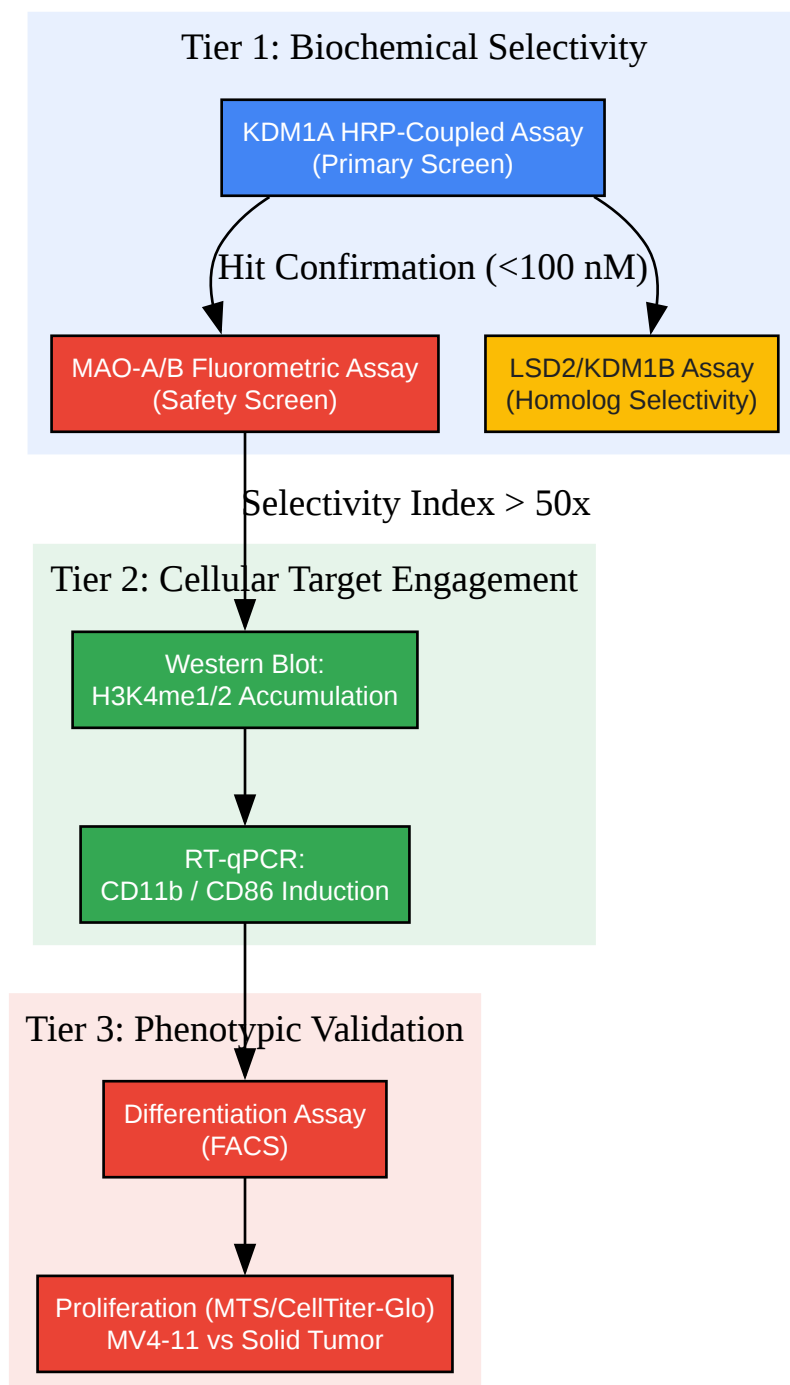 Tier 1: Biochemical Selectivity
KDM1A HRP-Coupled Assay
(Primary Screen)
Hit Confirmation (<100 nM)
MAO-A/B Fluorometric Assay
(Safety Screen)
LSD2/KDM1B Assay
(Homolog Selectivity)
Selectivity Index > 50x
Tier 2: Cellular Target Engagement
Western Blot:
H3K4me1/2 Accumulation
RT-qPCR:
CD11b / CD86 Induction
Tier 3: Phenotypic Validation
Differentiation Assay
(FACS)
Proliferation (MTS/CellTiter-Glo)
MV4-11 vs Solid Tumor